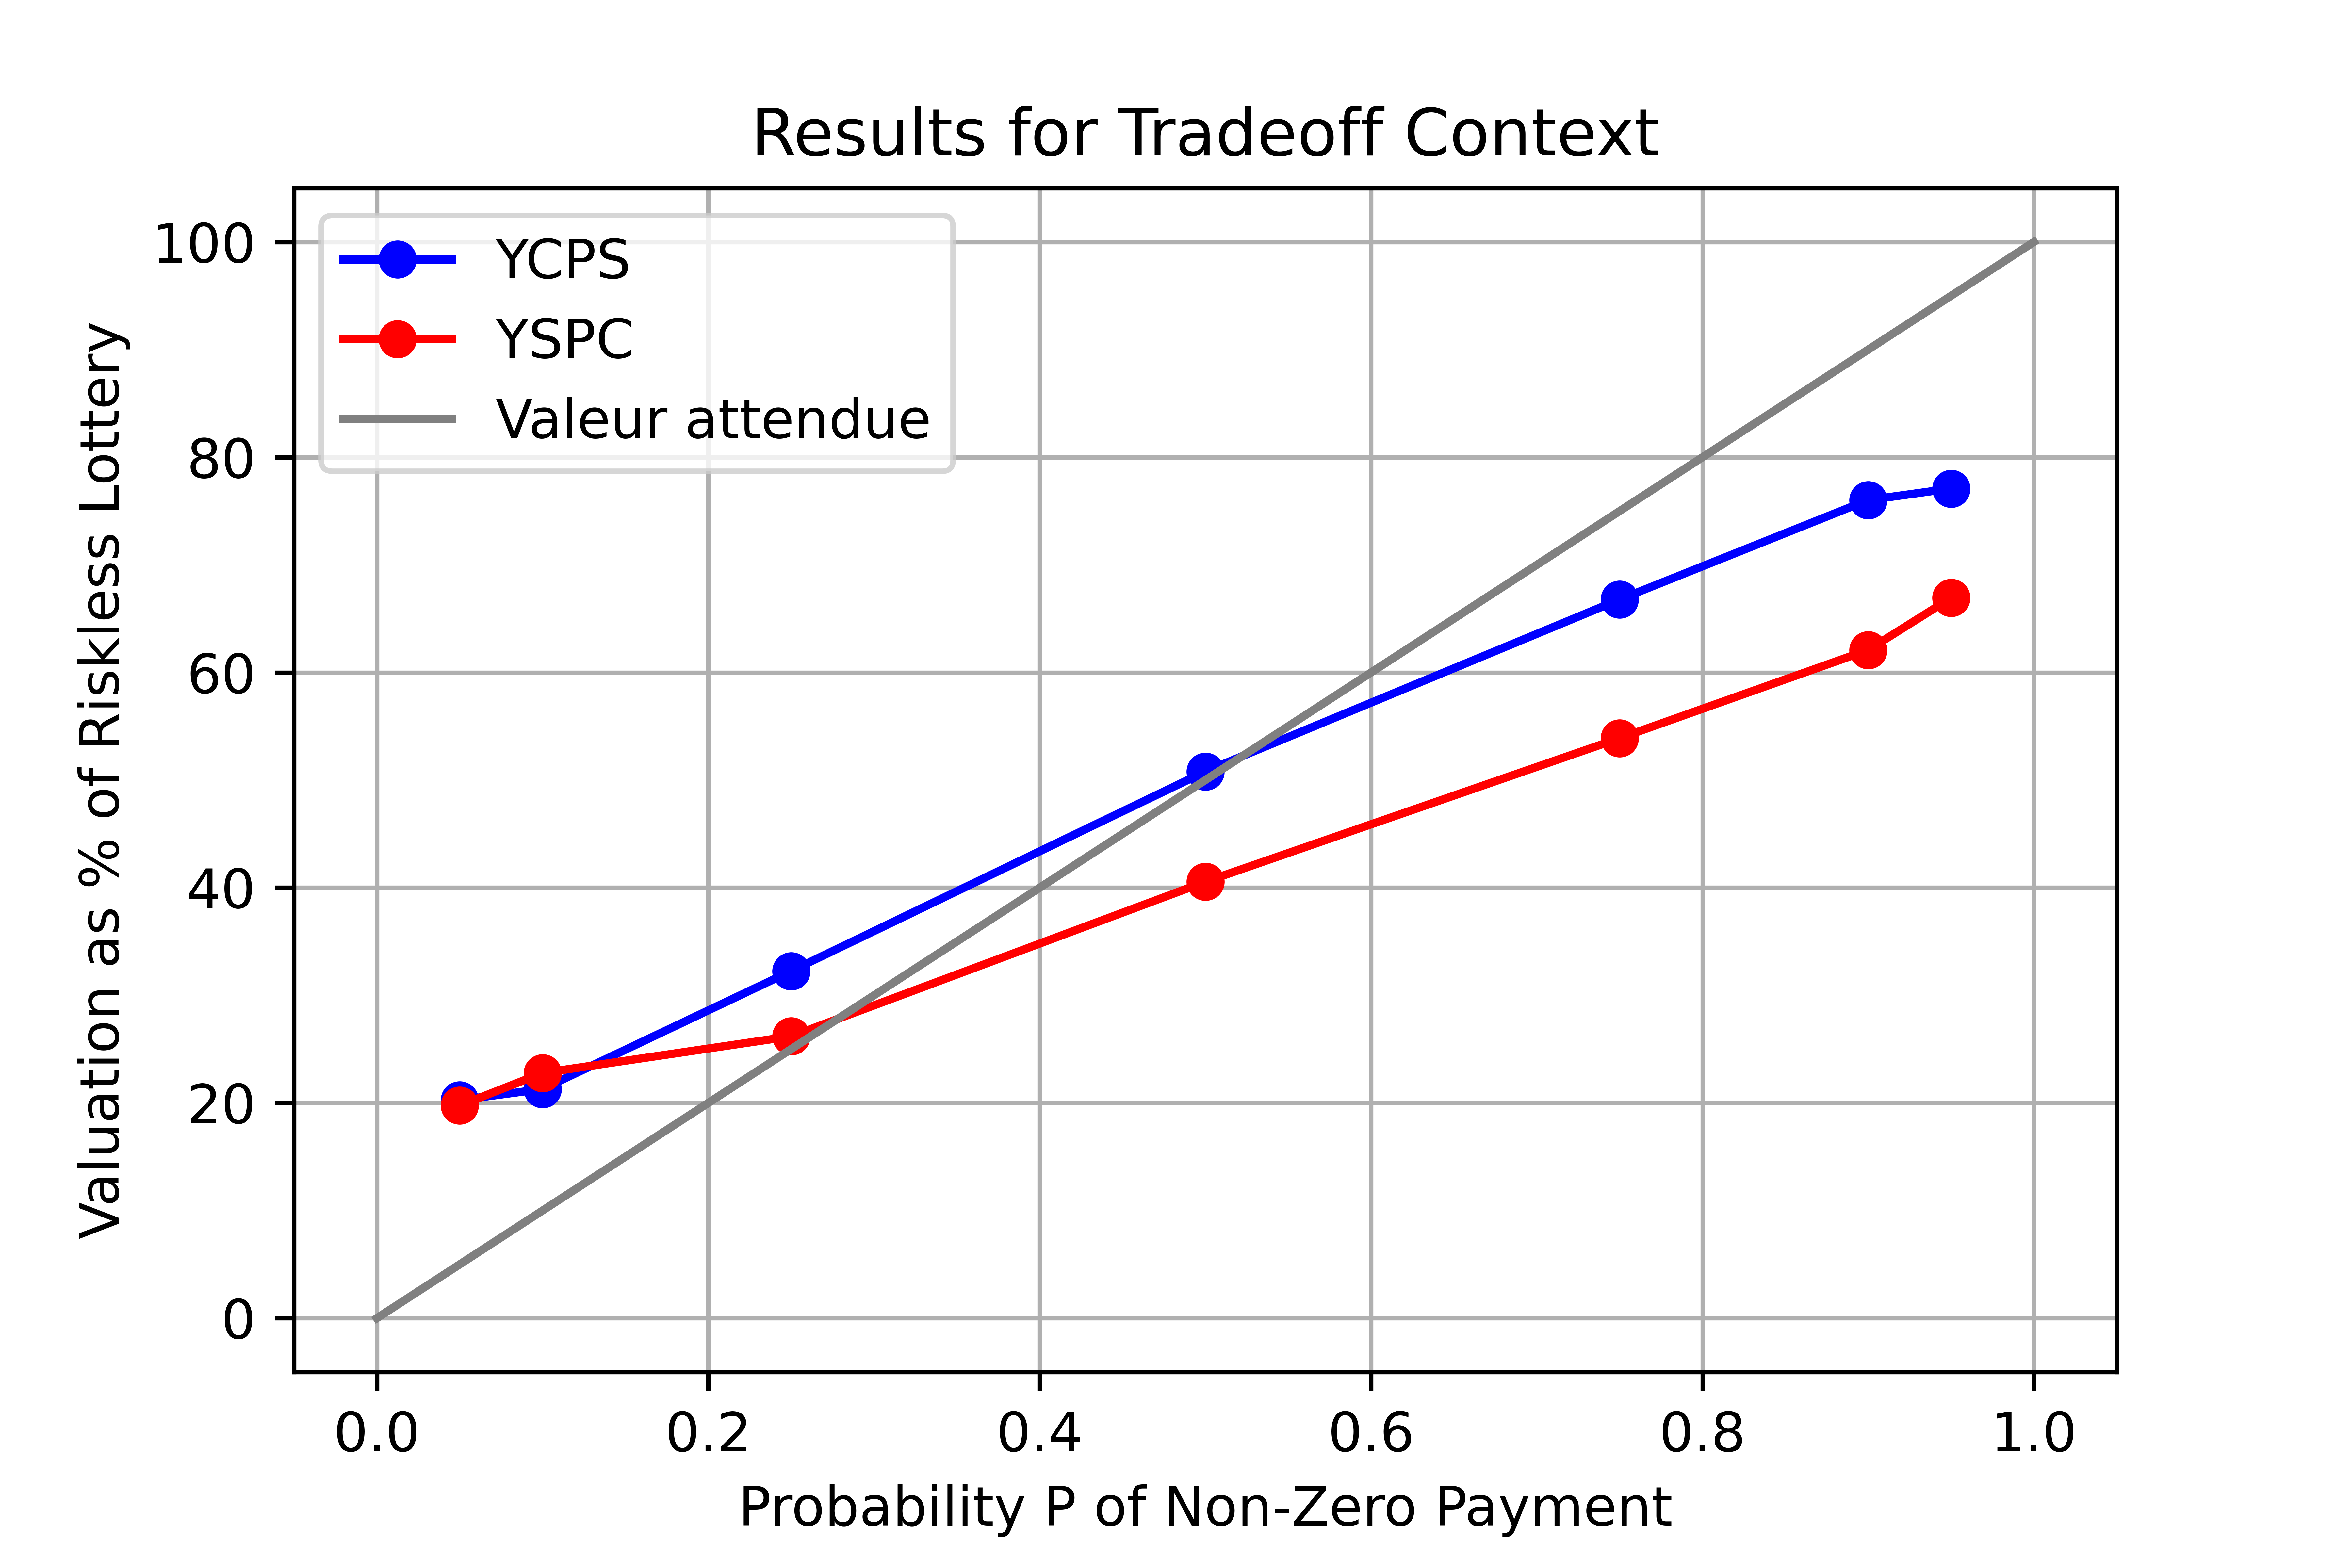 Results for Tradeoff Context
100
80
60
40
20
0
Valuation as % of Riskless Lottery
YCPS
YSPC
Valeur attendue
0.0 0.2 0.4 0.6 0.8 1.0
Probability P of Non-Zero Payment